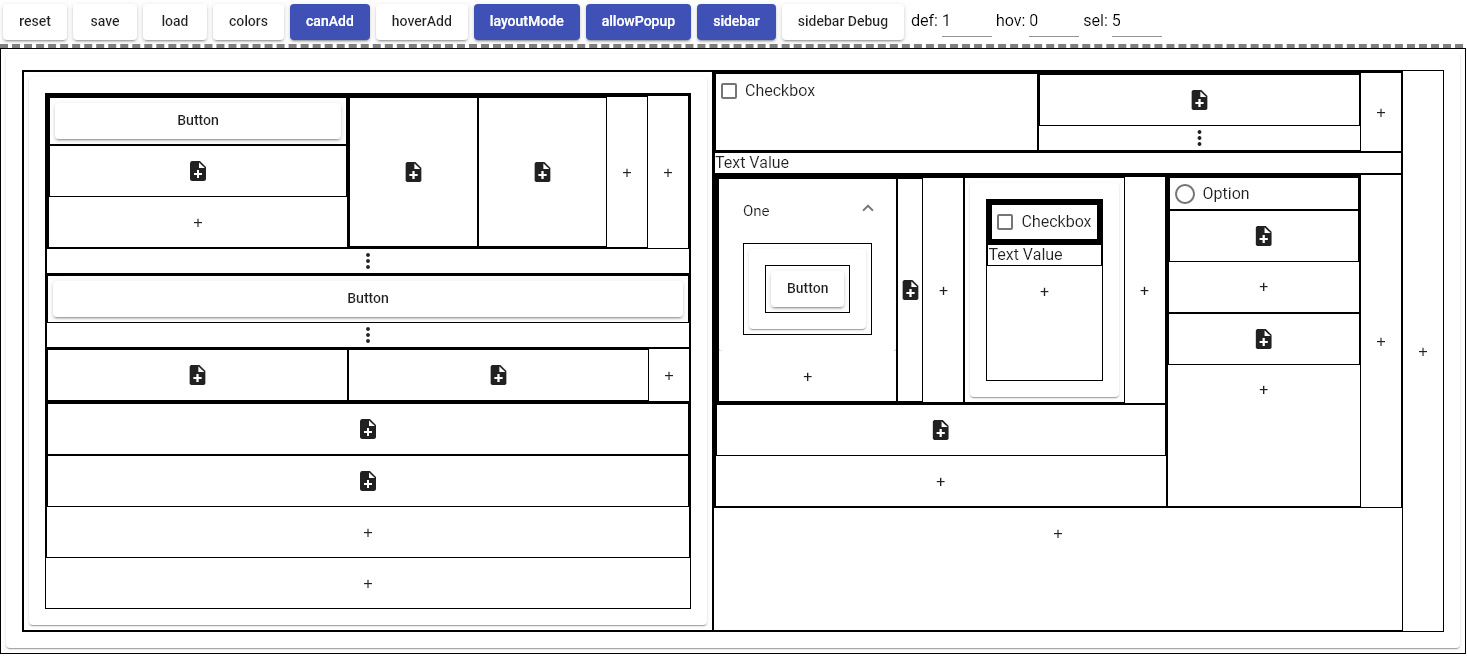 reset save load colors canAdd hoverAdd layoutMode allowPopup sidebar sidebar Debug def: 1 hov: 0 sel: 5
Button
+ +
+
Button
+
+
+
Checkbox
+
Text Value
One
Button
+
+
Checkbox
Text Value
+
+
Option
+
+
+
+
+
+